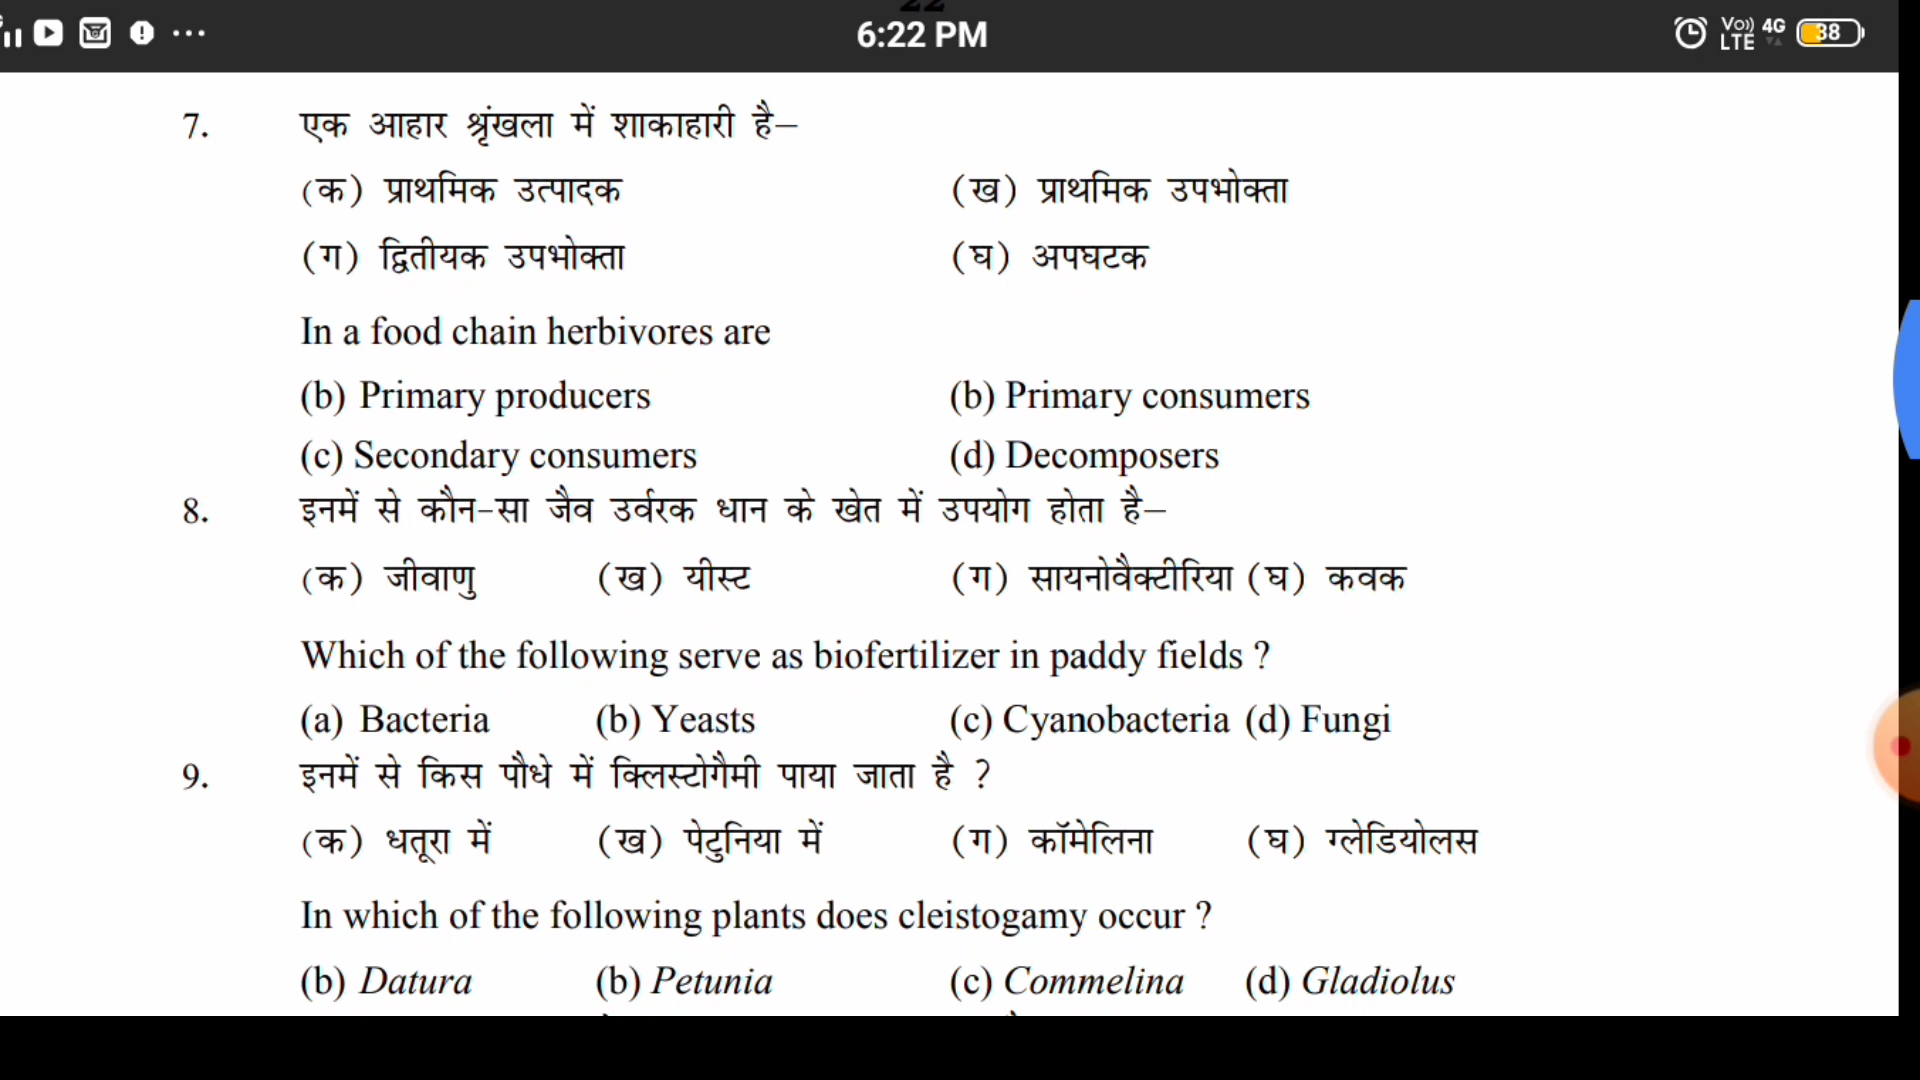 6:22 PM
Vo)) LTE 4G 38
7. एक आहार श्रृंखला में शाकाहारी है–
(क) प्राथमिक उत्पादक (ख) प्राथमिक उपभोक्ता
(ग) द्वितीयक उपभोक्ता (घ) अपघटक
In a food chain herbivores are
(b) Primary producers (b) Primary consumers
(c) Secondary consumers (d) Decomposers
8. इनमें से कौन-सा जैव उर्वरक धान के खेत में उपयोग होता है–
(क) जीवाणु (ख) यीस्ट (ग) सायनोवैक्टीरिया (घ) कवक
Which of the following serve as biofertilizer in paddy fields ?
(a) Bacteria (b) Yeasts (c) Cyanobacteria (d) Fungi
9. इनमें से किस पौधे में क्लिस्टोगैमी पाया जाता है ?
(क) धतूरा में (ख) पेटुनिया में (ग) कॉमेलिना (घ) ग्लेडियोलस
In which of the following plants does cleistogamy occur ?
(b) Datura (b) Petunia (c) Commelina (d) Gladiolus